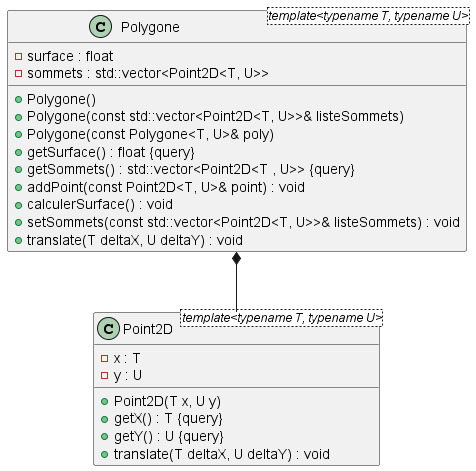 template<typename T, typename U>
C Polygone
surface : float
sommets : std::vector<Point2D<T, U>>
Polygone()
Polygone(const std::vector<Point2D<T, U>>& listeSommets)
Polygone(const Polygone<T, U>& poly)
getSurface() : float {query}
getSommets() : std::vector<Point2D<T , U>> {query}
addPoint(const Point2D<T, U>& point) : void
calculerSurface() : void
setSommets(const std::vector<Point2D<T, U>>& listeSommets) : void
translate(T deltaX, U deltaY) : void
template<typename T, typename U>
C Point2D
x : T
y : U
Point2D(T x, U y)
getX() : T {query}
getY() : U {query}
translate(T deltaX, U deltaY) : void